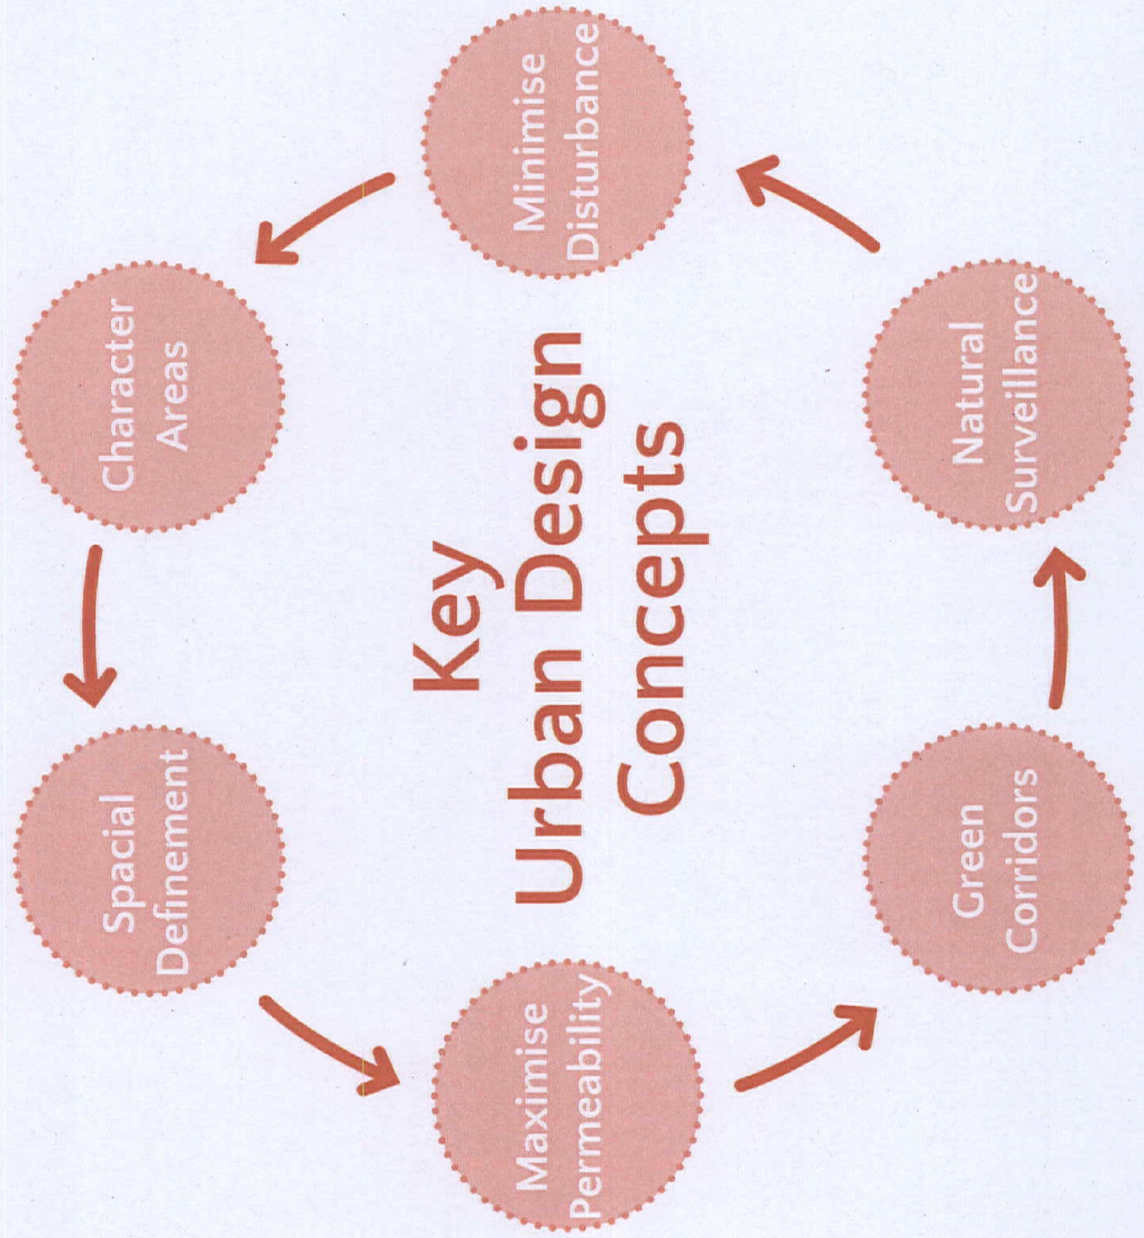 Spacial
Definement
Character
Areas
Maximise
Permeability
Key
Urban Design
Concepts
Minimise
Disturbance
Green
Corridors
Natural
Surveillance